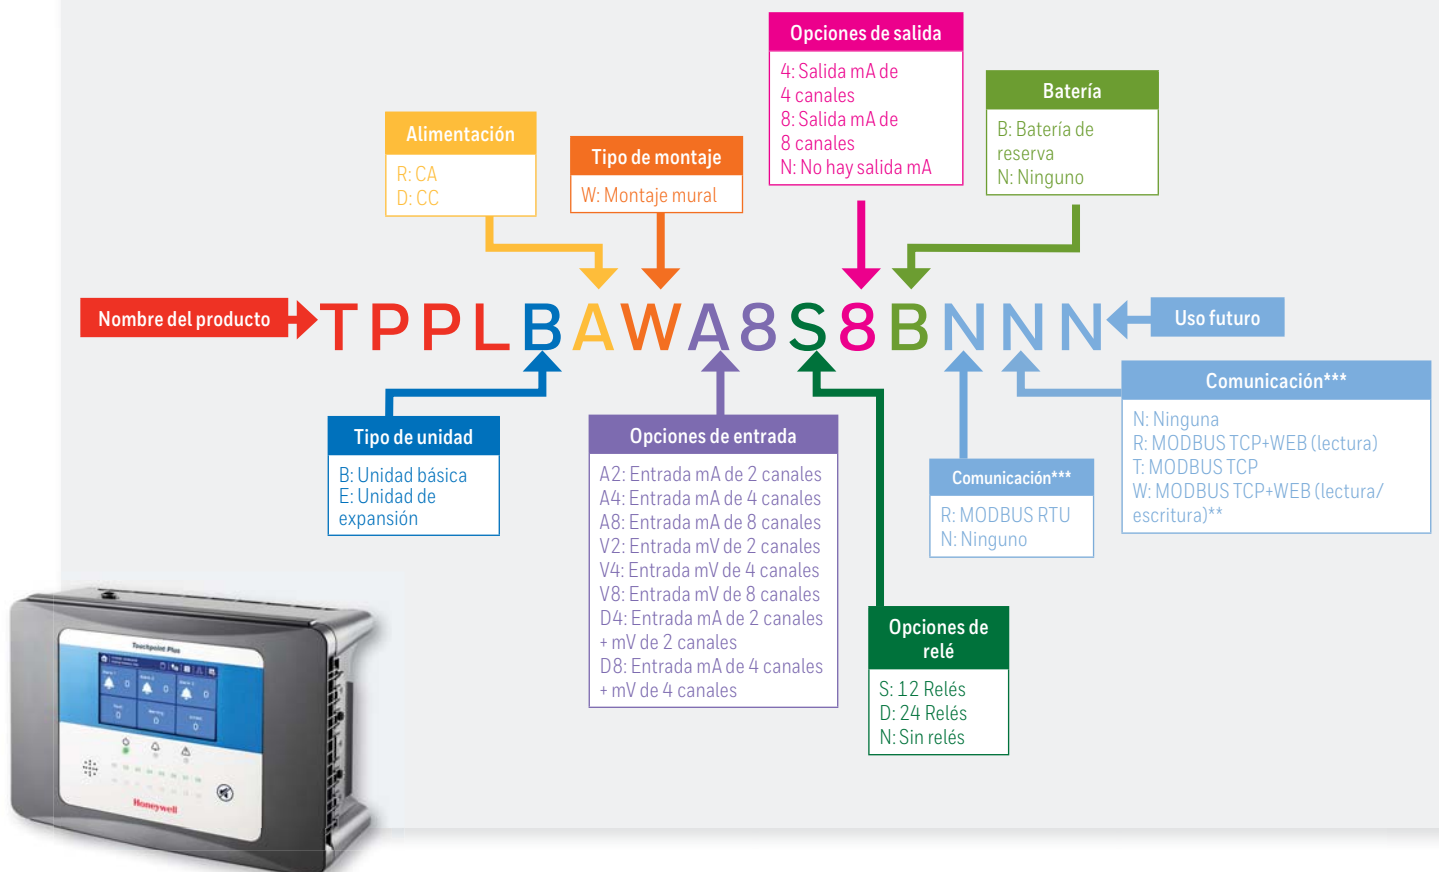 Opciones de salida
4: Salida mA de
4 canales
8: Salida mA de
8 canales
N: No hay salida mA
Batería
B: Batería de
reserva
N: Ninguno
Alimentación
R: CA
D: CC
Tipo de montaje
W: Montaje mural
Nombre del producto
TPPLBAWA8S8BNNN
Uso futuro
Tipo de unidad
B: Unidad básica
E: Unidad de
expansión
Opciones de entrada
A2: Entrada mA de 2 canales
A4: Entrada mA de 4 canales
A8: Entrada mA de 8 canales
V2: Entrada mV de 2 canales
V4: Entrada mV de 4 canales
V8: Entrada mV de 8 canales
D4: Entrada mA de 2 canales
+ mV de 2 canales
D8: Entrada mA de 4 canales
+ mV de 4 canales
Opciones de
relé
S: 12 Relés
D: 24 Relés
N: Sin relés
Comunicación***
R: MODBUS RTU
N: Ninguno
Comunicación***
N: Ninguna
R: MODBUS TCP+WEB (lectura)
T: MODBUS TCP
W: MODBUS TCP+WEB (lectura/
escritura)**
Touchpoint Plus
0 0 0
0 0 0
Honeywell